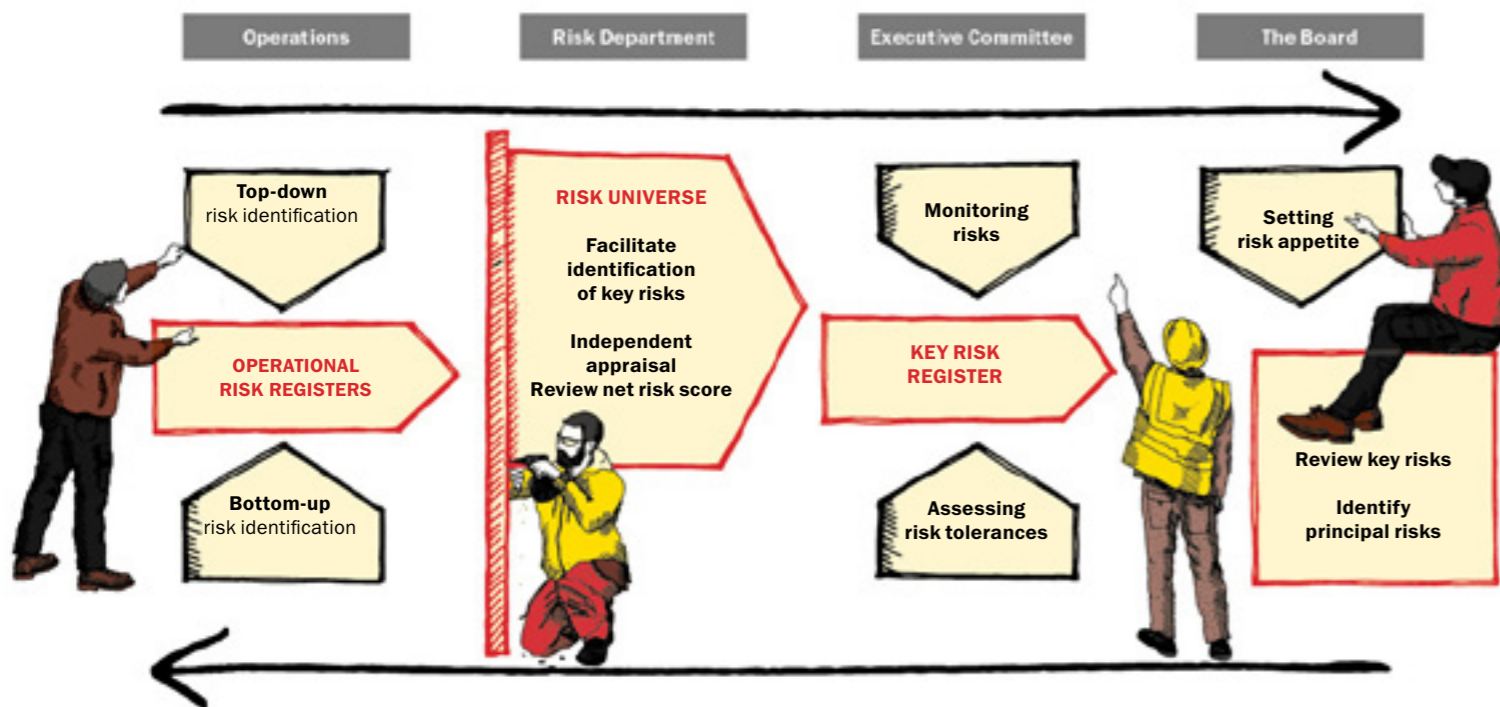 Operations
Risk Department
Executive Committee
The Board
Top-down
risk identification
OPERATIONAL
RISK REGISTERS
Bottom-up
risk identification
RISK UNIVERSE
Facilitate
identification
of key risks
Independent
appraisal
Review net risk score
Monitoring
risks
KEY RISK
REGISTER
Assessing
risk tolerances
Setting
risk appetite
Review key risks
Identify
principal risks